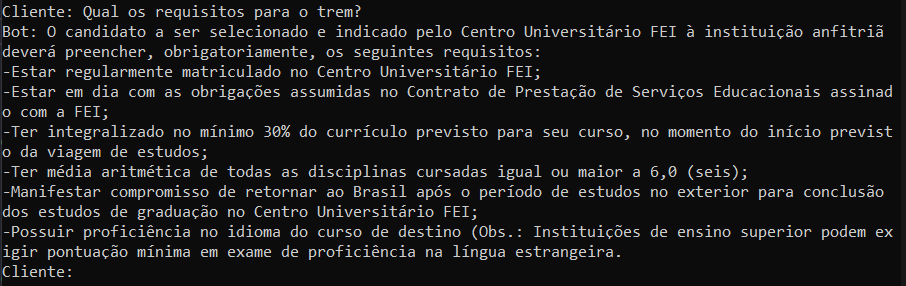 Cliente: Qual os requisitos para o trem?
Bot: O candidato a ser selecionado e indicado pelo Centro Universitário FEI à instituição anfitriã
deverá preencher, obrigatoriamente, os seguintes requisitos:
-Estar regularmente matriculado no Centro Universitário FEI;
-Estar em dia com as obrigações assumidas no Contrato de Prestação de Serviços Educacionais assinad
o com a FEI;
-Ter integralizado no mínimo 30% do currículo previsto para seu curso, no momento do início previst
o da viagem de estudos;
-Ter média aritmética de todas as disciplinas cursadas igual ou maior a 6,0 (seis);
-Manifestar compromisso de retornar ao Brasil após o período de estudos no exterior para conclusão
dos estudos de graduação no Centro Universitário FEI;
-Possuir proficiência no idioma do curso de destino (Obs.: Instituições de ensino superior podem ex
igir pontuação mínima em exame de proficiência na língua estrangeira.
Cliente: